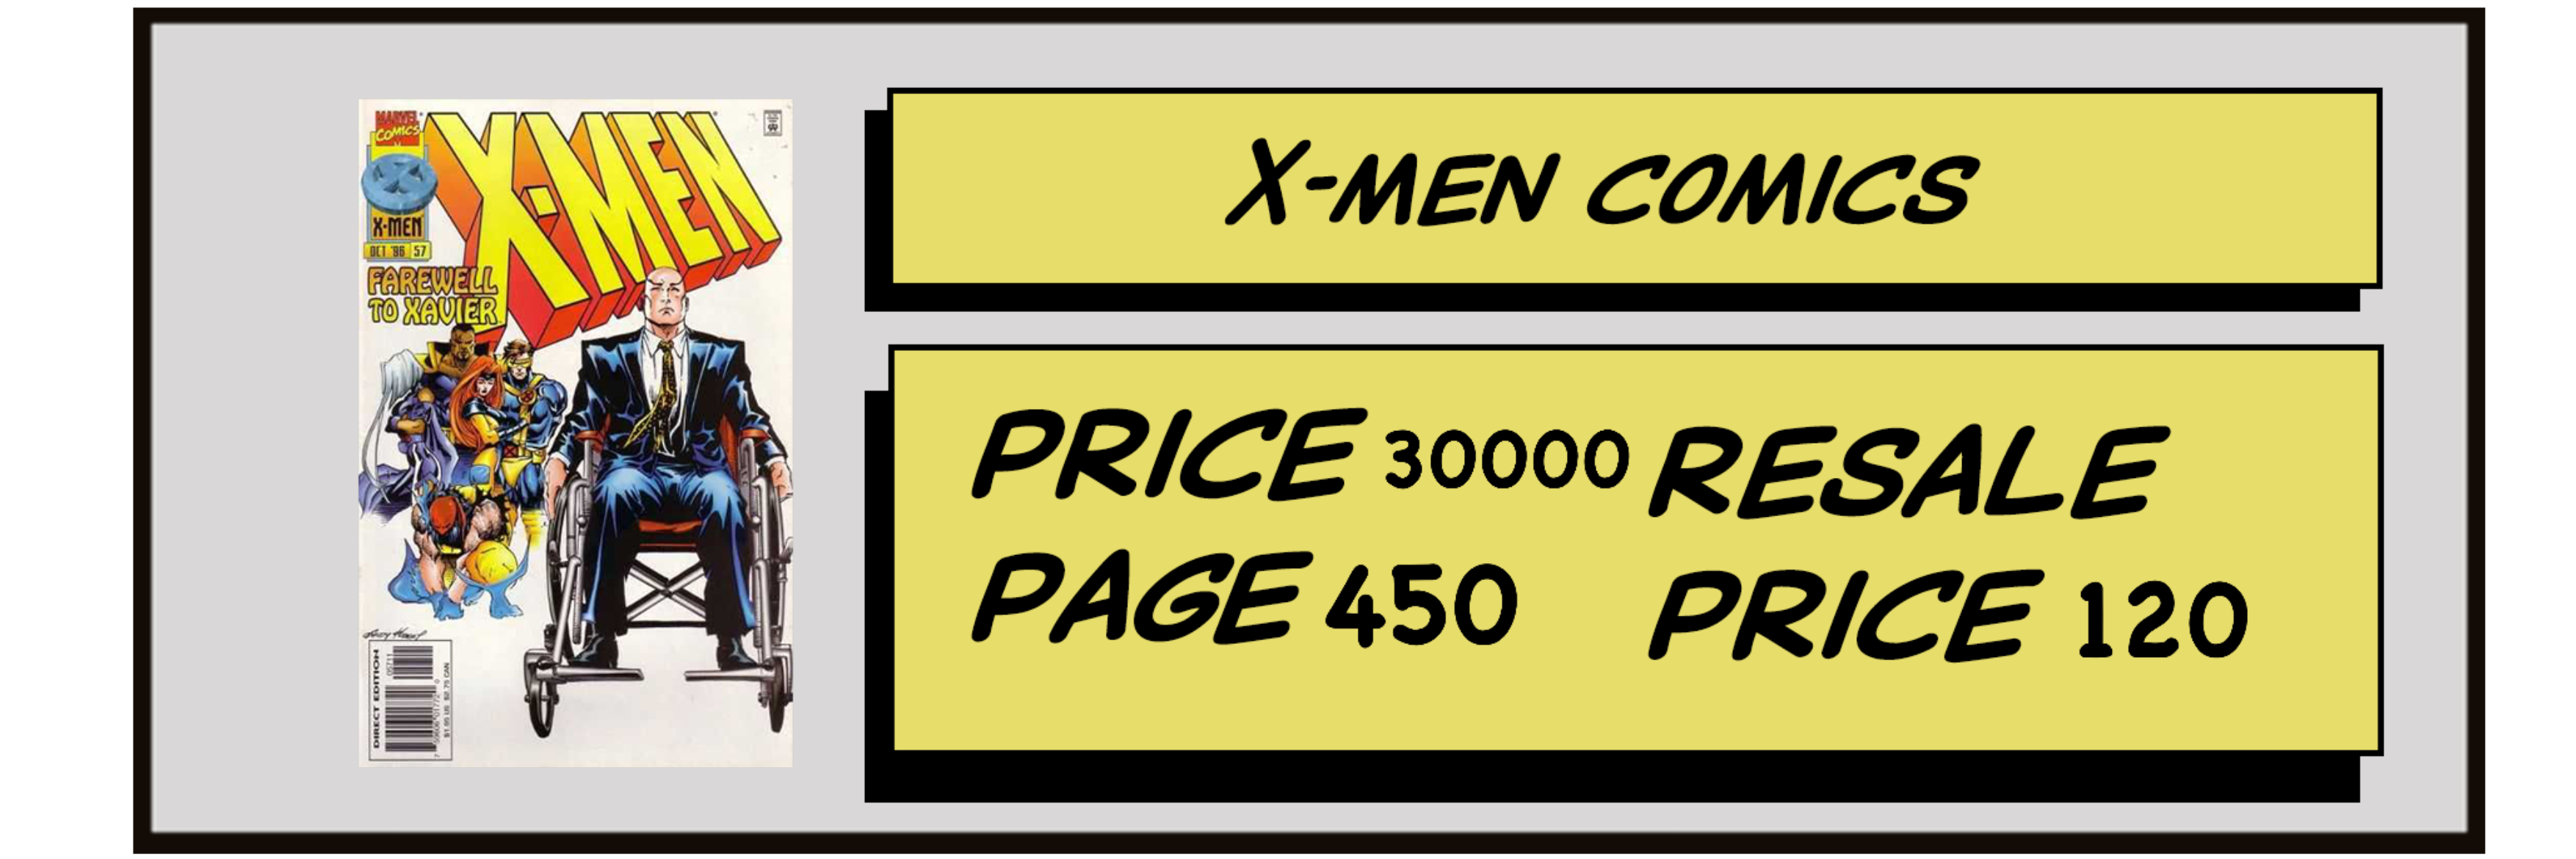 MARVEL
COMICS
X-MEN
X-MEN
OCT '96 57
FAREWELL
TO XAVIER
DIRECT EDITION
X-MEN COMICS
PRICE 30000 RESALE
PAGE 450 PRICE 120